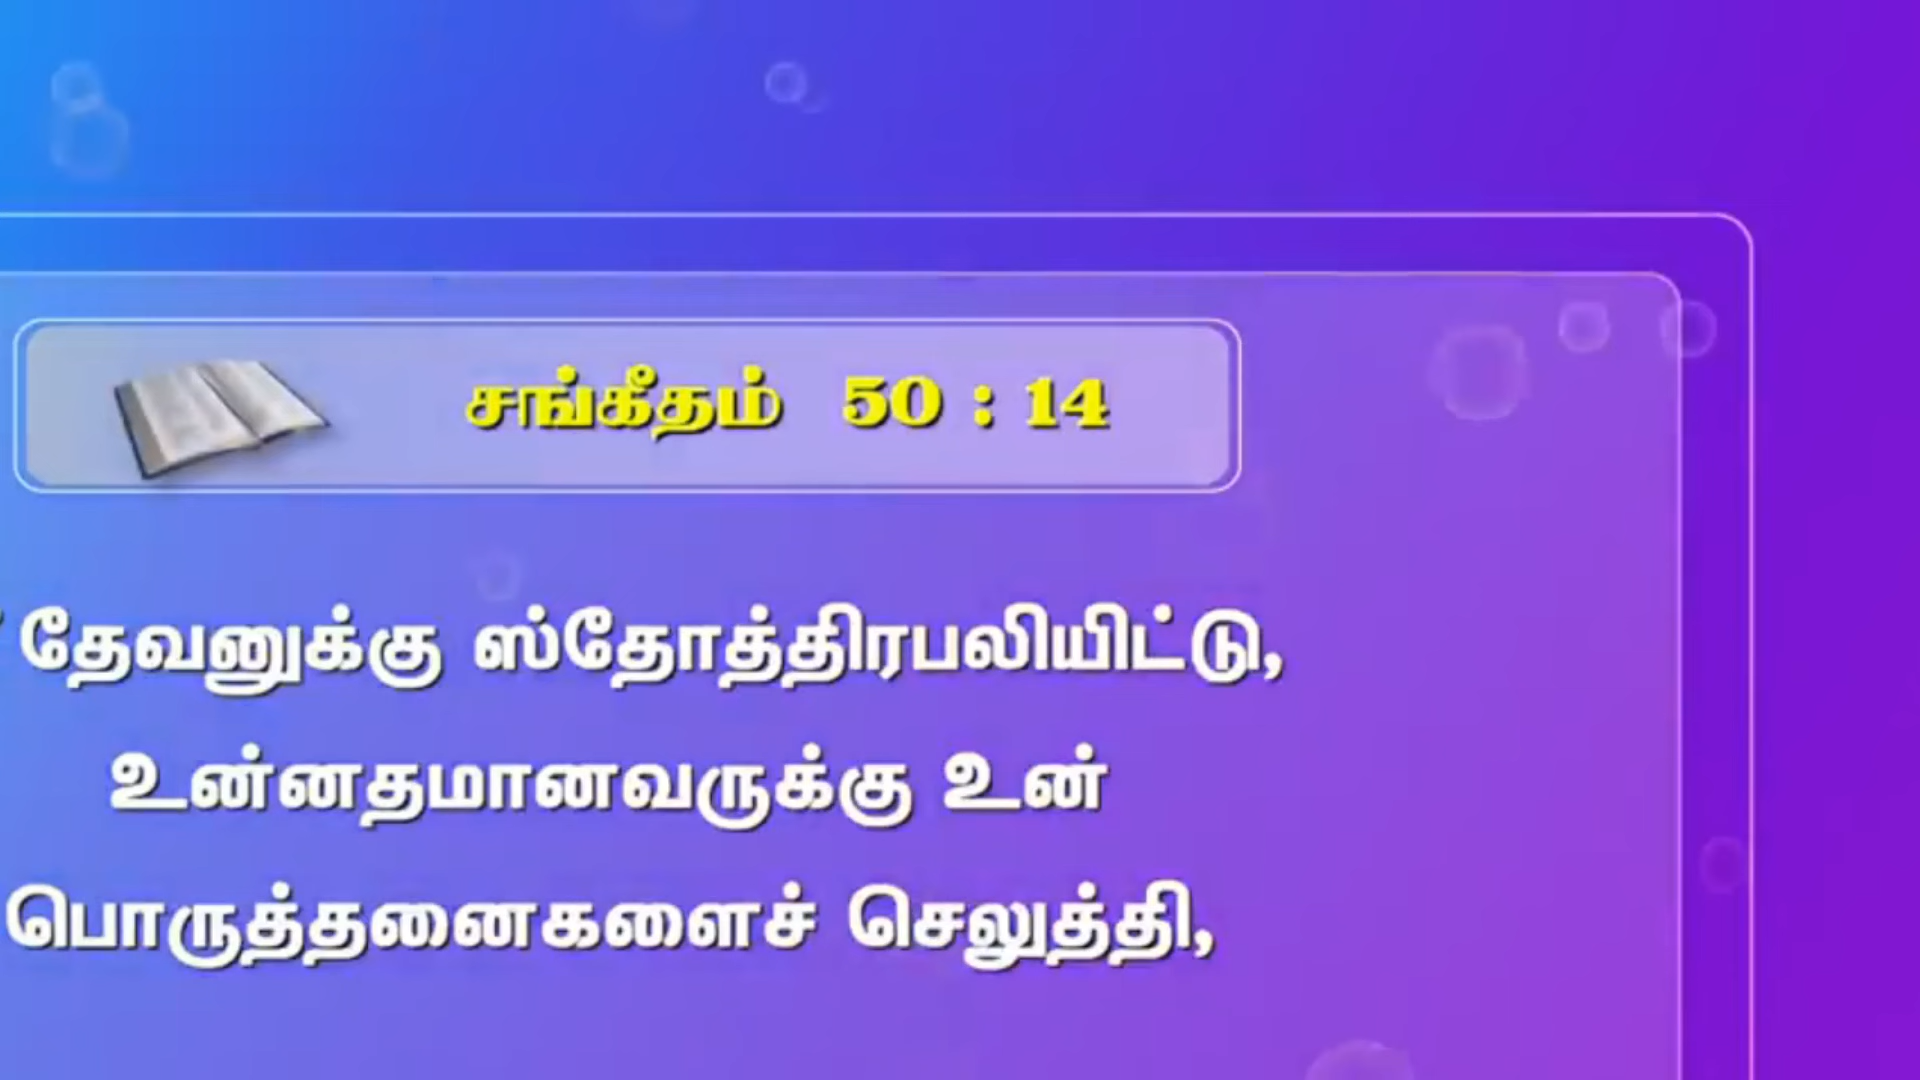 சங்கீதம் 50 : 14
தேவனுக்கு ஸ்தோத்திரபலியிட்டு,
உன்னதமானவருக்கு உன்
பொருத்தனைகளைச் செலுத்தி,